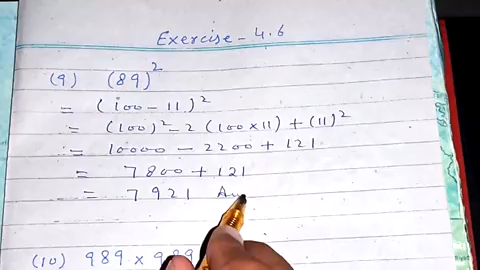 Exercise - 4.6
(9) (89)²
= (100 - 11)²
= (100)² - 2 (100×11) + (11)²
= 10000 - 2200 + 121
= 7800 + 121
= 7921
(10) 989 × 989